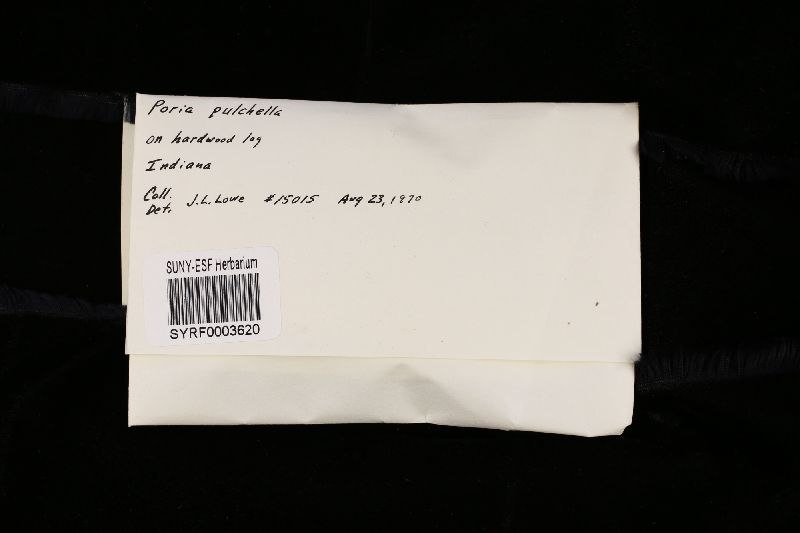 Poria pulchella
on hardwood log
Indiana
Coll.
Det. J.L. Lowe #15015 Aug 23, 1970
SUNY-ESF Herbarium
SYRF0003620